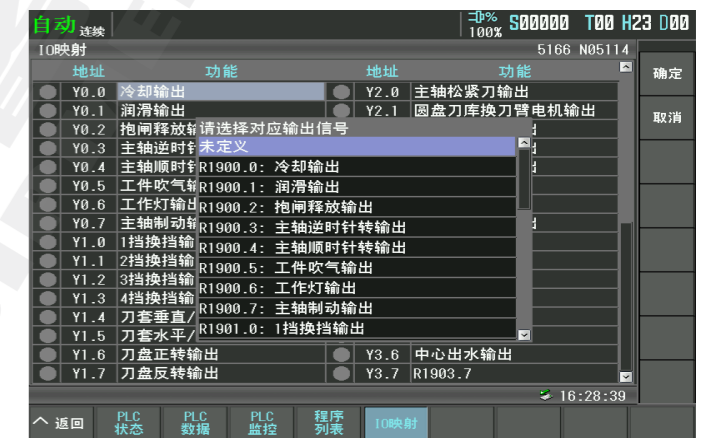 自动 连续 100% S00000 T00 H23 D00
IO映射 5166 N05114
地址 功能 地址 功能
确定
取消
Y0.0 冷却输出 Y2.0 主轴松紧刀输出
Y0.1 润滑输出 Y2.1 圆盘刀库换刀臂电机输出
Y0.2 抱闸释放输
Y0.3 主轴逆时针
Y0.4 主轴顺时针
Y0.5 工件吹气输
Y0.6 工作灯输出
Y0.7 主轴制动输
Y1.0 1挡换挡输
Y1.1 2挡换挡输
Y1.2 3挡换挡输
Y1.3 4挡换挡输
Y1.4 刀套垂直/
Y1.5 刀套水平/
Y1.6 刀盘正转输出 Y3.6 中心出水输出
Y1.7 刀盘反转输出 Y3.7 R1903.7
请选择对应输出信号
未定义
R1900.0: 冷却输出
R1900.1: 润滑输出
R1900.2: 抱闸释放输出
R1900.3: 主轴逆时针转输出
R1900.4: 主轴顺时针转输出
R1900.5: 工件吹气输出
R1900.6: 工作灯输出
R1900.7: 主轴制动输出
R1901.0: 1挡换挡输出
16:28:39
返回
PLC
状态
PLC
数据
PLC
监控
程序
列表
IO映射